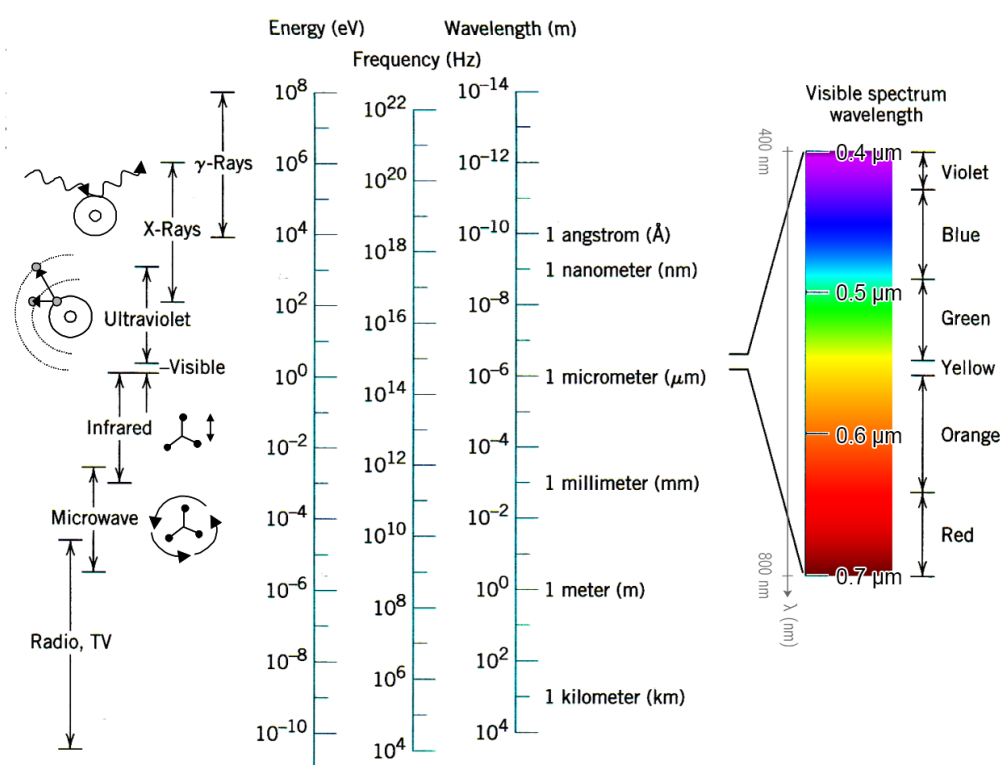 Energy (eV)
Wavelength (m)
Frequency (Hz)
10⁸
10⁶
10⁴
10²
10⁰
10⁻²
10⁻⁴
10⁻⁶
10⁻⁸
10⁻¹⁰
10²²
10²⁰
10¹⁸
10¹⁶
10¹⁴
10¹²
10¹⁰
10⁸
10⁶
10⁴
10⁻¹⁴
10⁻¹²
10⁻¹⁰
10⁻⁸
10⁻⁶
10⁻⁴
10⁻²
10⁰
10²
10⁴
γ-Rays
X-Rays
Ultraviolet
Visible
Infrared
Microwave
Radio, TV
1 angstrom (Å)
1 nanometer (nm)
1 micrometer (μm)
1 millimeter (mm)
1 meter (m)
1 kilometer (km)
Visible spectrum
wavelength
400 nm
800 nm
λ (nm)
0.4 μm
0.5 μm
0.6 μm
0.7 μm
Violet
Blue
Green
Yellow
Orange
Red